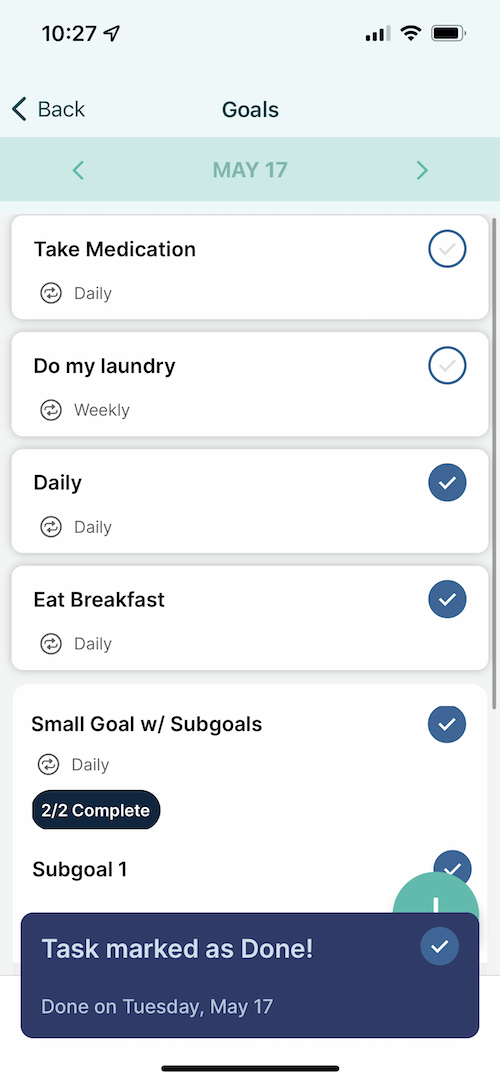 10:27
Back
Goals
MAY 17
Take Medication
Daily
Do my laundry
Weekly
Daily
Daily
Eat Breakfast
Daily
Small Goal w/ Subgoals
Daily
2/2 Complete
Subgoal 1
Task marked as Done!
Done on Tuesday, May 17